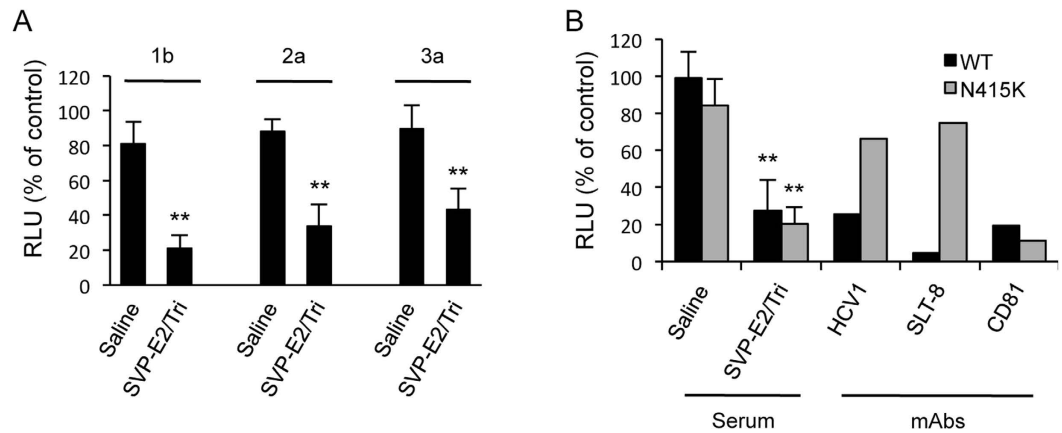 A
1b 2a 3a
RLU (% of control)
120
100
80
60
40
20
0
** ** **
Saline SVP-E2/Tri Saline SVP-E2/Tri Saline SVP-E2/Tri
B
RLU (% of control)
120
100
80
60
40
20
0
WT
N415K
** **
Saline SVP-E2/Tri HCV1 SLT-8 CD81
Serum mAbs